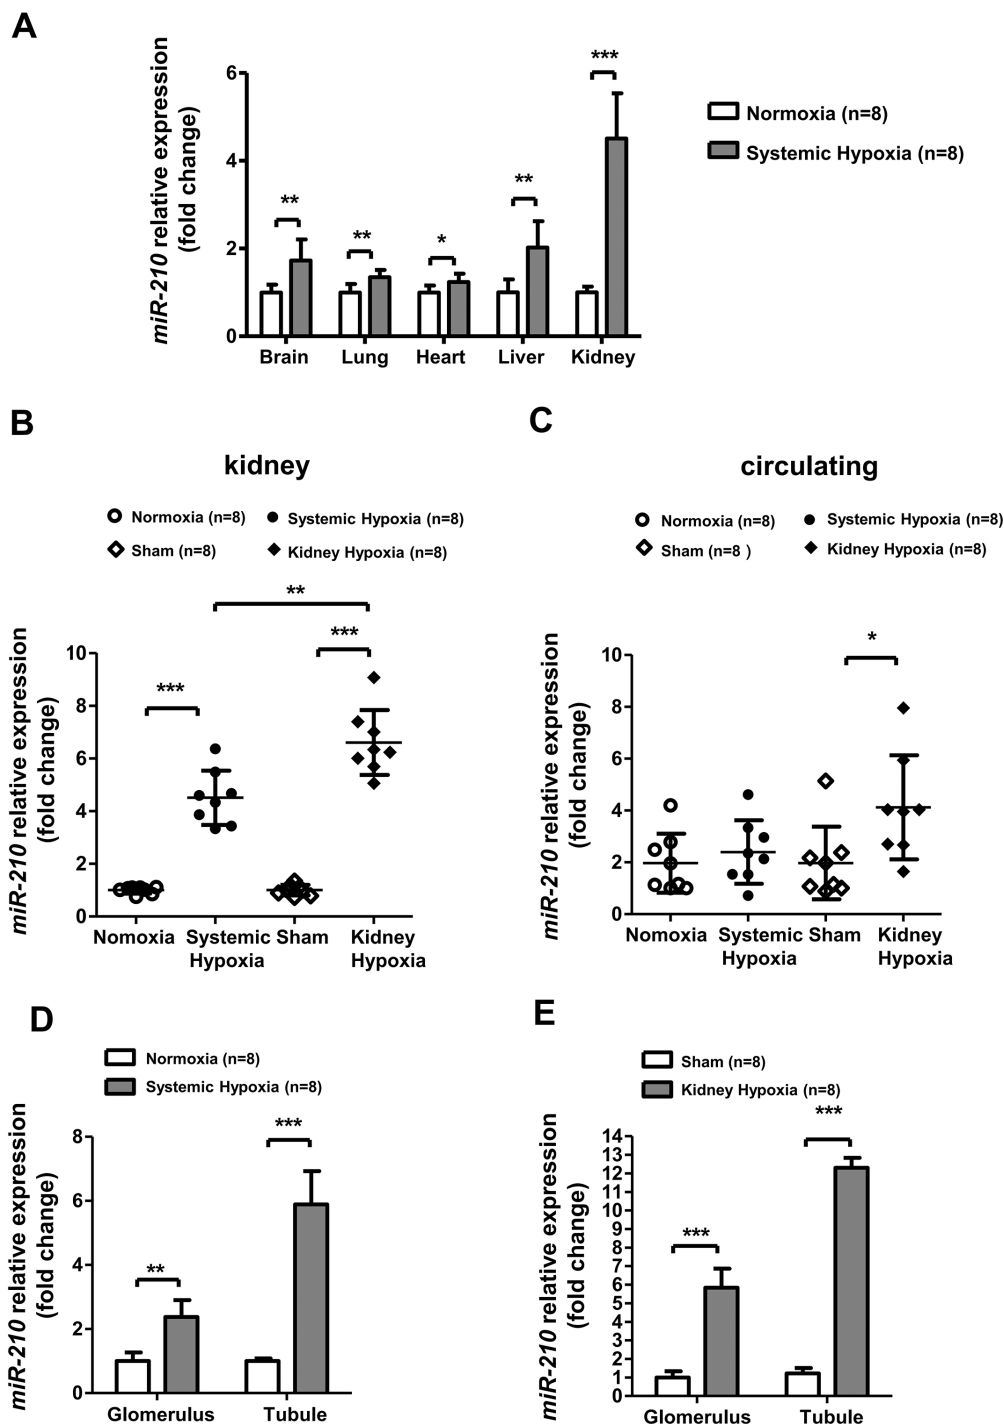 A
miR-210 relative expression
(fold change)
6
4
2
0
**
**
*
**
***
Brain Lung Heart Liver Kidney
Normoxia (n=8)
Systemic Hypoxia (n=8)
B
kidney
Normoxia (n=8) Systemic Hypoxia (n=8)
Sham (n=8) Kidney Hypoxia (n=8)
miR-210 relative expression
(fold change)
10
8
6
4
2
0
***
**
***
Nomoxia Systemic Sham Kidney
Hypoxia Hypoxia
C
circulating
Normoxia (n=8) Systemic Hypoxia (n=8)
Sham (n=8 ) Kidney Hypoxia (n=8)
miR-210 relative expression
(fold change)
10
8
6
4
2
0
*
Nomoxia Systemic Sham Kidney
Hypoxia Hypoxia
D
Normoxia (n=8)
Systemic Hypoxia (n=8)
miR-210 relative expression
(fold change)
8
6
4
2
0
**
***
Glomerulus Tubule
E
Sham (n=8)
Kidney Hypoxia (n=8)
miR-210 relative expression
(fold change)
14
13
12
11
10
9
8
7
6
5
4
3
2
1
0
***
***
Glomerulus Tubule